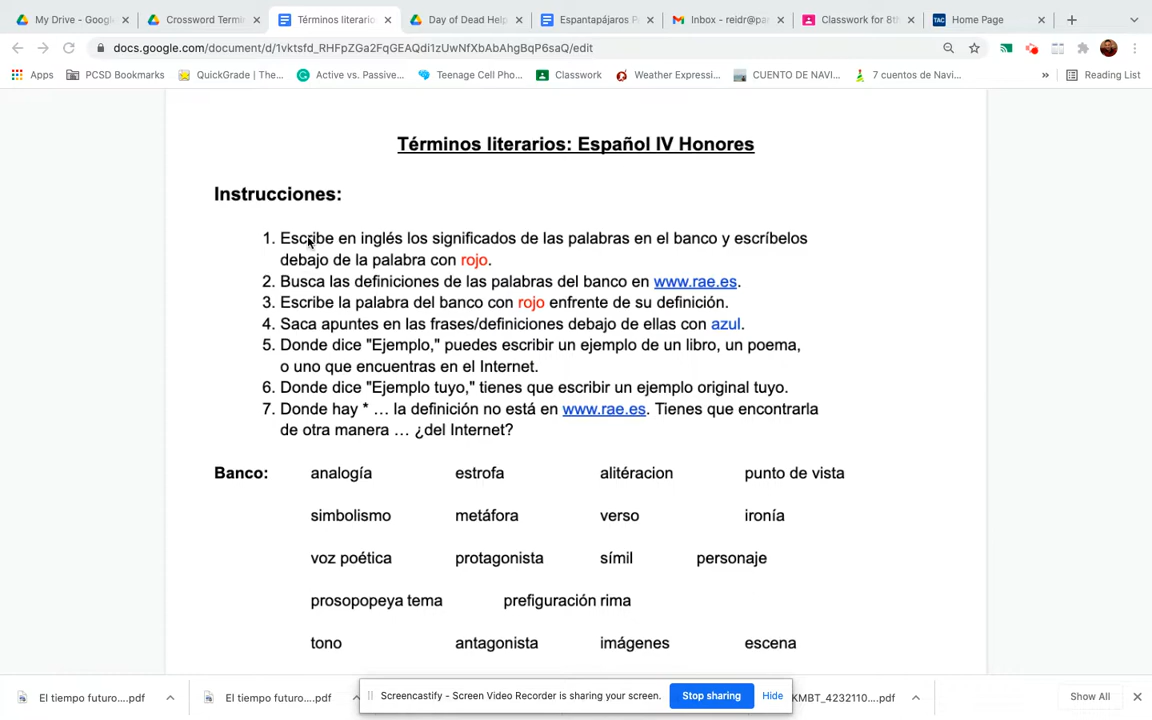 My Drive - Google
Crossword Termi
Términos literario
Day of Dead Help
Espantapájaros P
Inbox - reidr@pa
Classwork for 8th
TAC
Home Page
docs.google.com/document/d/1vktsfd_RHFpZGa2FqGEAQdi1zUwNfXbAbAhgBqP6saQ/edit
Apps
PCSD Bookmarks
QuickGrade | The...
Active vs. Passive...
Teenage Cell Pho...
Classwork
Weather Expressi...
CUENTO DE NAVI...
7 cuentos de Navi...
»
Reading List
Términos literarios: Español IV Honores
Instrucciones:
1. Escribe en inglés los significados de las palabras en el banco y escríbelos
debajo de la palabra con rojo.
2. Busca las definiciones de las palabras del banco en www.rae.es.
3. Escribe la palabra del banco con rojo enfrente de su definición.
4. Saca apuntes en las frases/definiciones debajo de ellas con azul.
5. Donde dice "Ejemplo," puedes escribir un ejemplo de un libro, un poema,
o uno que encuentras en el Internet.
6. Donde dice "Ejemplo tuyo," tienes que escribir un ejemplo original tuyo.
7. Donde hay * … la definición no está en www.rae.es. Tienes que encontrarla
de otra manera … ¿del Internet?
Banco: analogía estrofa alitéracion punto de vista
simbolismo metáfora verso ironía
voz poética protagonista símil personaje
prosopopeya tema prefiguración rima
tono antagonista imágenes escena
El tiempo futuro....pdf
El tiempo futuro....pdf
Screencastify - Screen Video Recorder is sharing your screen.
Stop sharing
Hide
KMBT_4232110....pdf
Show All